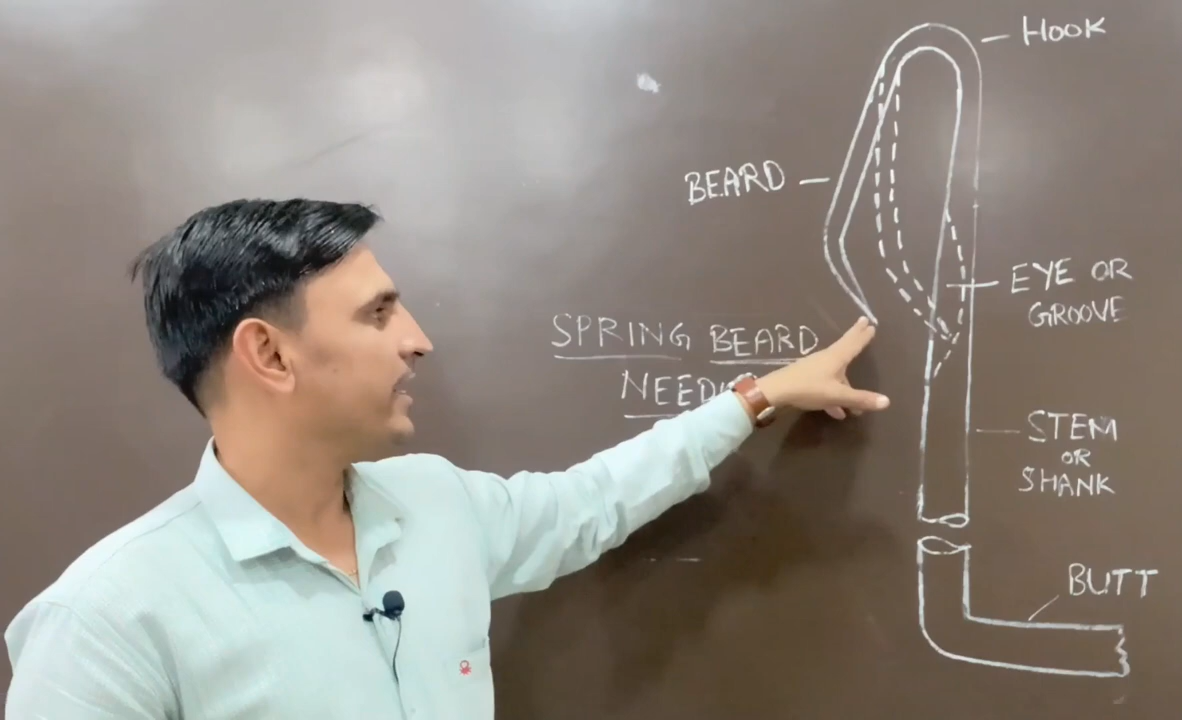 HOOK
BEARD
EYE OR
GROOVE
SPRING BEARD
STEM
OR
SHANK
BUTT